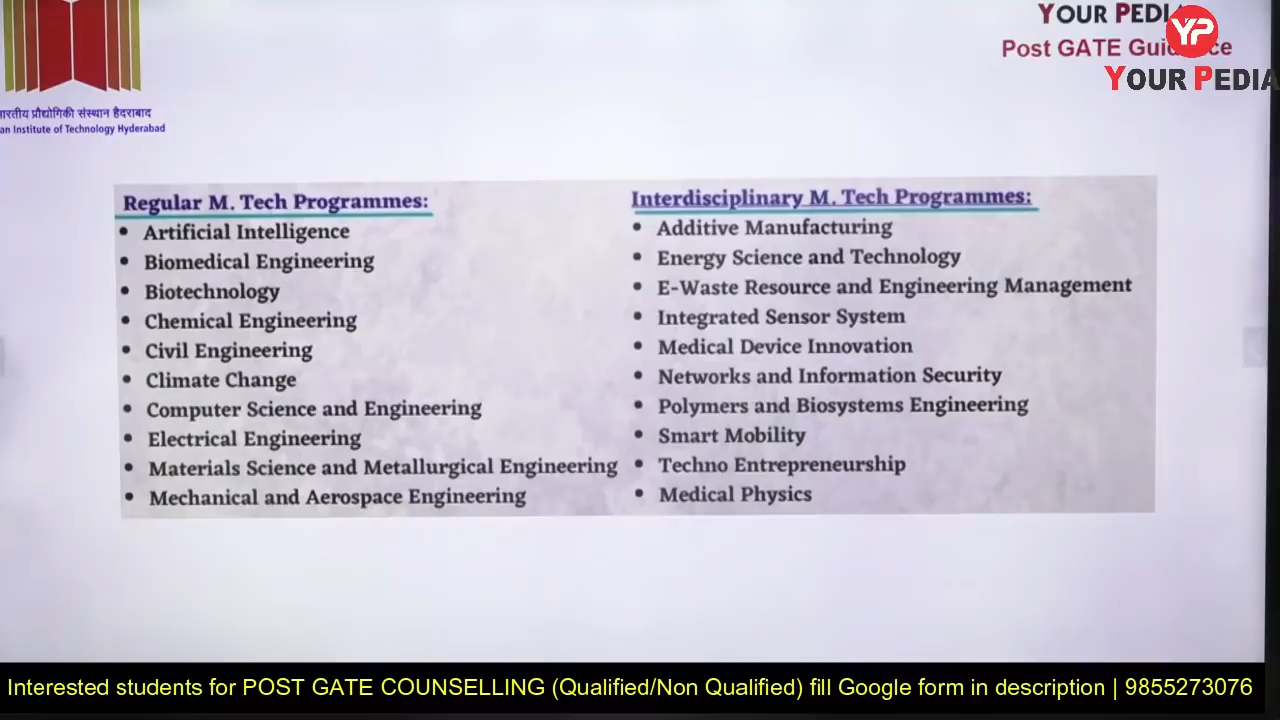 YOUR PEDI
Post GATE Gui ce
YP
YOUR PEDIA
भारतीय प्रौद्योगिकी संस्थान हैदराबाद
an Institute of Technology Hyderabad
Regular M. Tech Programmes:
• Artificial Intelligence
• Biomedical Engineering
• Biotechnology
• Chemical Engineering
• Civil Engineering
• Climate Change
• Computer Science and Engineering
• Electrical Engineering
• Materials Science and Metallurgical Engineering
• Mechanical and Aerospace Engineering
Interdisciplinary M. Tech Programmes:
• Additive Manufacturing
• Energy Science and Technology
• E-Waste Resource and Engineering Management
• Integrated Sensor System
• Medical Device Innovation
• Networks and Information Security
• Polymers and Biosystems Engineering
• Smart Mobility
• Techno Entrepreneurship
• Medical Physics
Interested students for POST GATE COUNSELLING (Qualified/Non Qualified) fill Google form in description | 9855273076